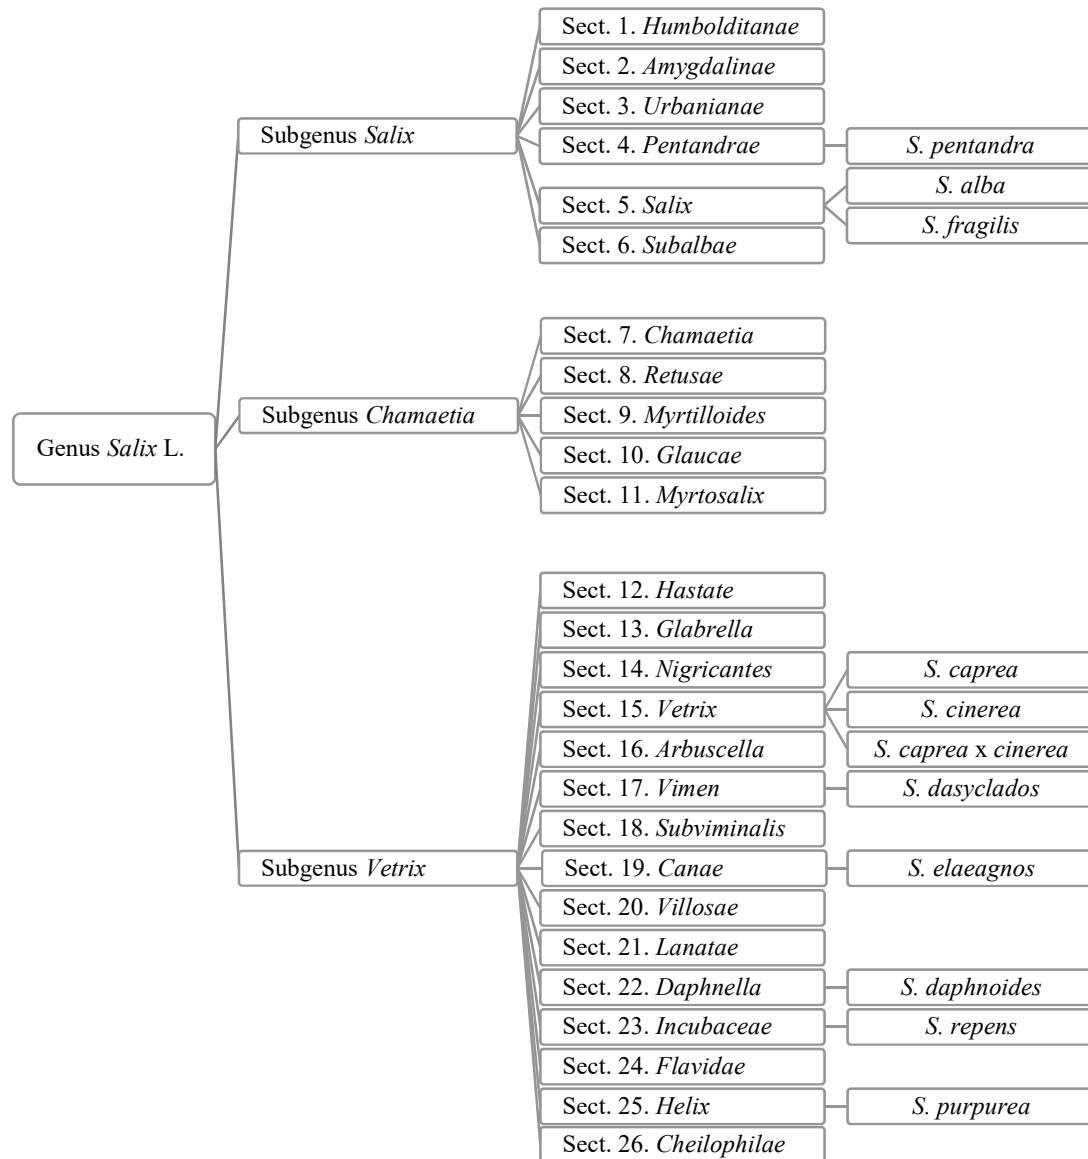 Genus Salix L.
Subgenus Salix
Sect. 1. Humbolditanae
Sect. 2. Amygdalinae
Sect. 3. Urbanianae
Sect. 4. Pentandrae
S. pentandra
Sect. 5. Salix
S. alba
S. fragilis
Sect. 6. Subalbae
Subgenus Chamaetia
Sect. 7. Chamaetia
Sect. 8. Retusae
Sect. 9. Myrtilloides
Sect. 10. Glaucae
Sect. 11. Myrtosalix
Subgenus Vetrix
Sect. 12. Hastate
Sect. 13. Glabrella
Sect. 14. Nigricantes
Sect. 15. Vetrix
S. caprea
S. cinerea
S. caprea x cinerea
Sect. 16. Arbuscella
Sect. 17. Vimen
S. dasyclados
Sect. 18. Subviminalis
Sect. 19. Canae
S. elaeagnos
Sect. 20. Villosae
Sect. 21. Lanatae
Sect. 22. Daphnella
S. daphnoides
Sect. 23. Incubaceae
S. repens
Sect. 24. Flavidae
Sect. 25. Helix
S. purpurea
Sect. 26. Cheilophilae